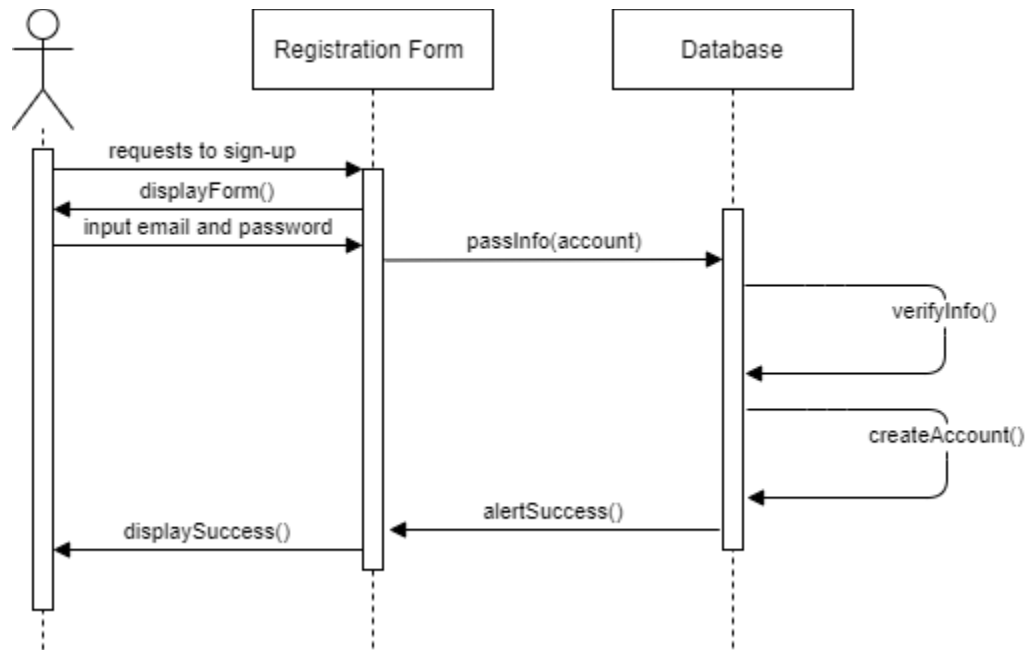 Registration Form
Database
requests to sign-up
displayForm()
input email and password
passInfo(account)
verifyInfo()
createAccount()
alertSuccess()
displaySuccess()